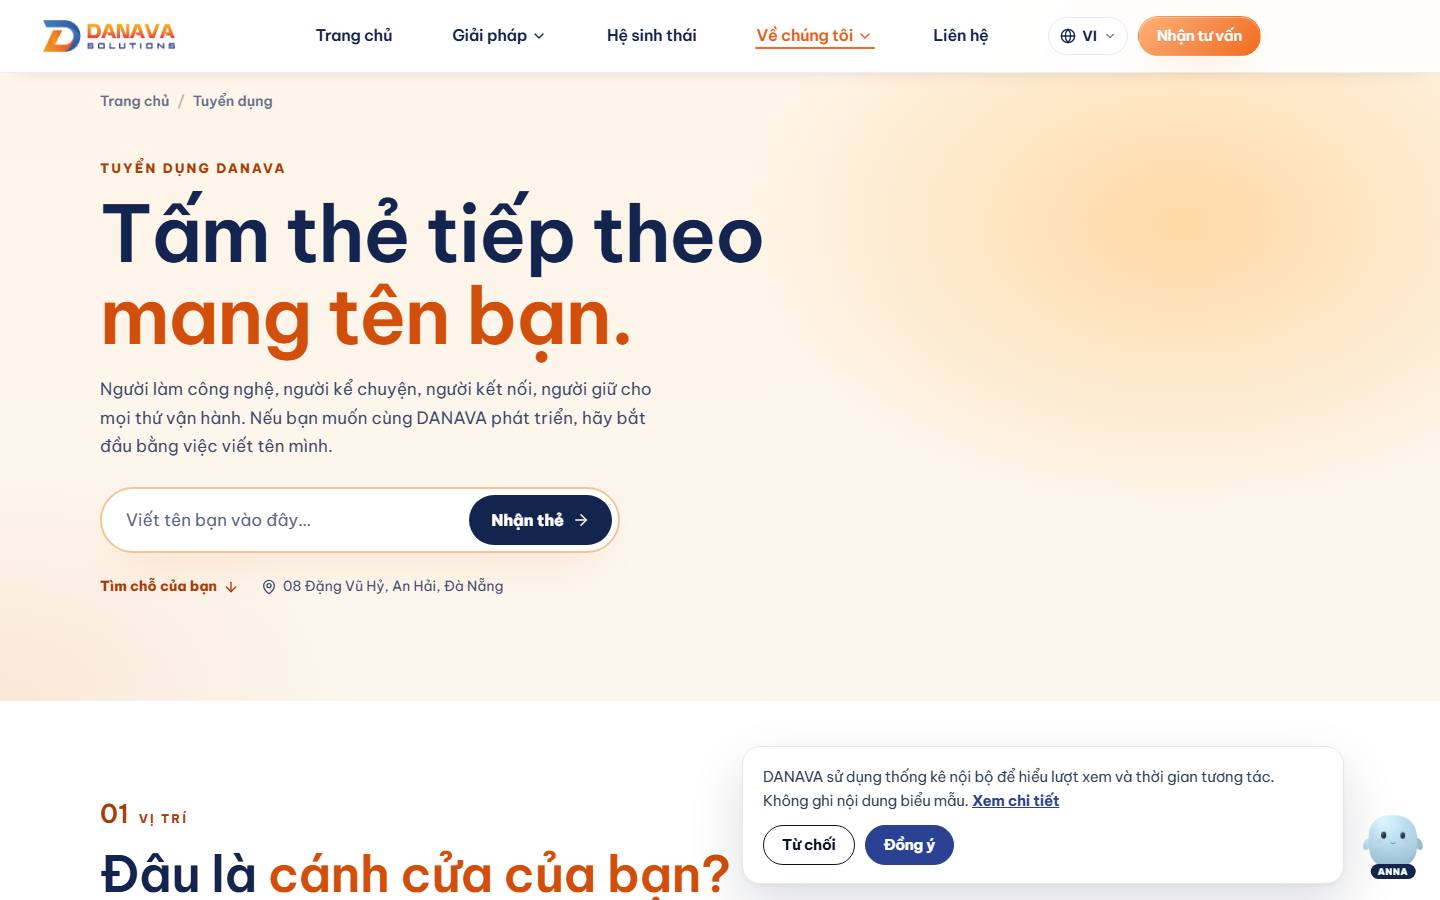 DANAVA
SOLUTIONS
Trang chủ
Giải pháp
Hệ sinh thái
Về chúng tôi
Liên hệ
VI
Nhận tư vấn
Trang chủ / Tuyển dụng
TUYỂN DỤNG DANAVA
Tấm thẻ tiếp theo
mang tên bạn.
Người làm công nghệ, người kể chuyện, người kết nối, người giữ cho
mọi thứ vận hành. Nếu bạn muốn cùng DANAVA phát triển, hãy bắt
đầu bằng việc viết tên mình.
Viết tên bạn vào đây...
Nhận thẻ
Tìm chỗ của bạn
08 Đặng Vũ Hỷ, An Hải, Đà Nẵng
01 VỊ TRÍ
Đâu là cánh cửa của bạn?
DANAVA sử dụng thống kê nội bộ để hiểu lượt xem và thời gian tương tác.
Không ghi nội dung biểu mẫu. Xem chi tiết
Từ chối
Đồng ý
ANNA